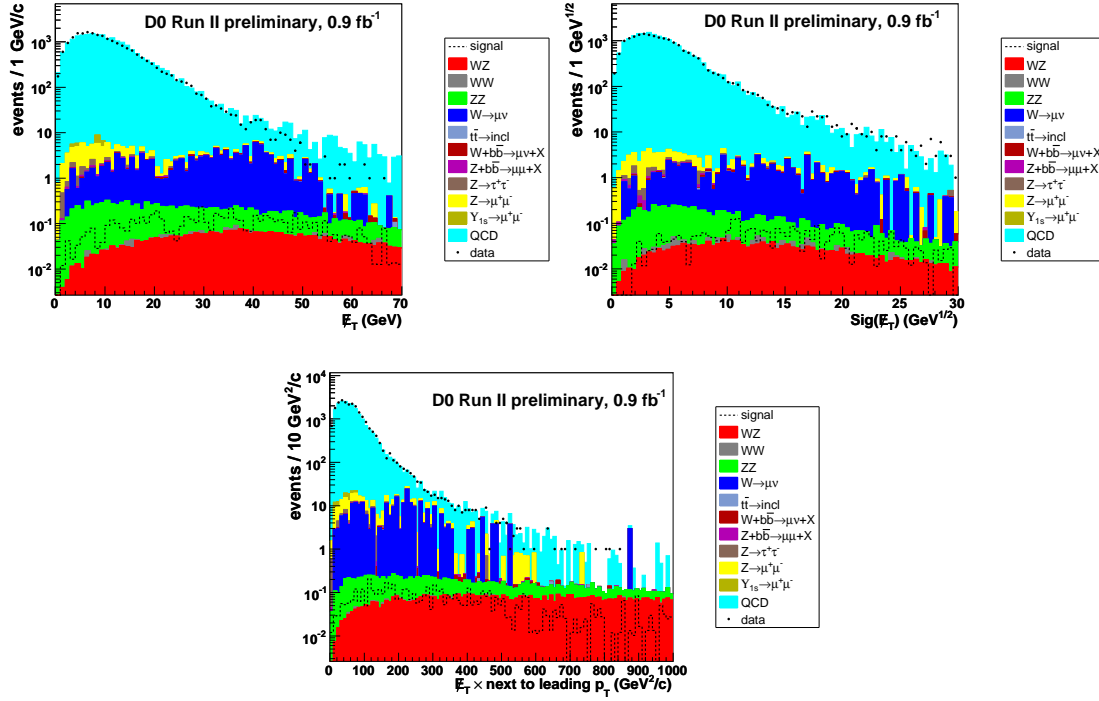 D0 Run II preliminary, 0.9 fb⁻¹
events / 1 GeV/c
10³
10²
10
1
10⁻¹
10⁻²
0 10 20 30 40 50 60 70
E̸_T (GeV)
signal
WZ
WW
ZZ
W→μν
tt̄→incl
W+bb̄→μν+X
Z+bb̄→μμ+X
Z→τ⁺τ⁻
Z→μ⁺μ⁻
Υ₁ₛ→μ⁺μ⁻
QCD
data
D0 Run II preliminary, 0.9 fb⁻¹
events / 1 GeV^1/2
10³
10²
10
1
10⁻¹
10⁻²
0 5 10 15 20 25 30
Sig(E̸_T) (GeV^1/2)
signal
WZ
WW
ZZ
W→μν
tt̄→incl
W+bb̄→μν+X
Z+bb̄→μμ+X
Z→τ⁺τ⁻
Z→μ⁺μ⁻
Υ₁ₛ→μ⁺μ⁻
QCD
data
D0 Run II preliminary, 0.9 fb⁻¹
events / 10 GeV²/c
10⁴
10³
10²
10
1
10⁻¹
10⁻²
0 100 200 300 400 500 600 700 800 900 1000
E̸_T × next to leading p_T (GeV²/c)
signal
WZ
WW
ZZ
W→μν
tt̄→incl
W+bb̄→μν+X
Z+bb̄→μμ+X
Z→τ⁺τ⁻
Z→μ⁺μ⁻
Υ₁ₛ→μ⁺μ⁻
QCD
data